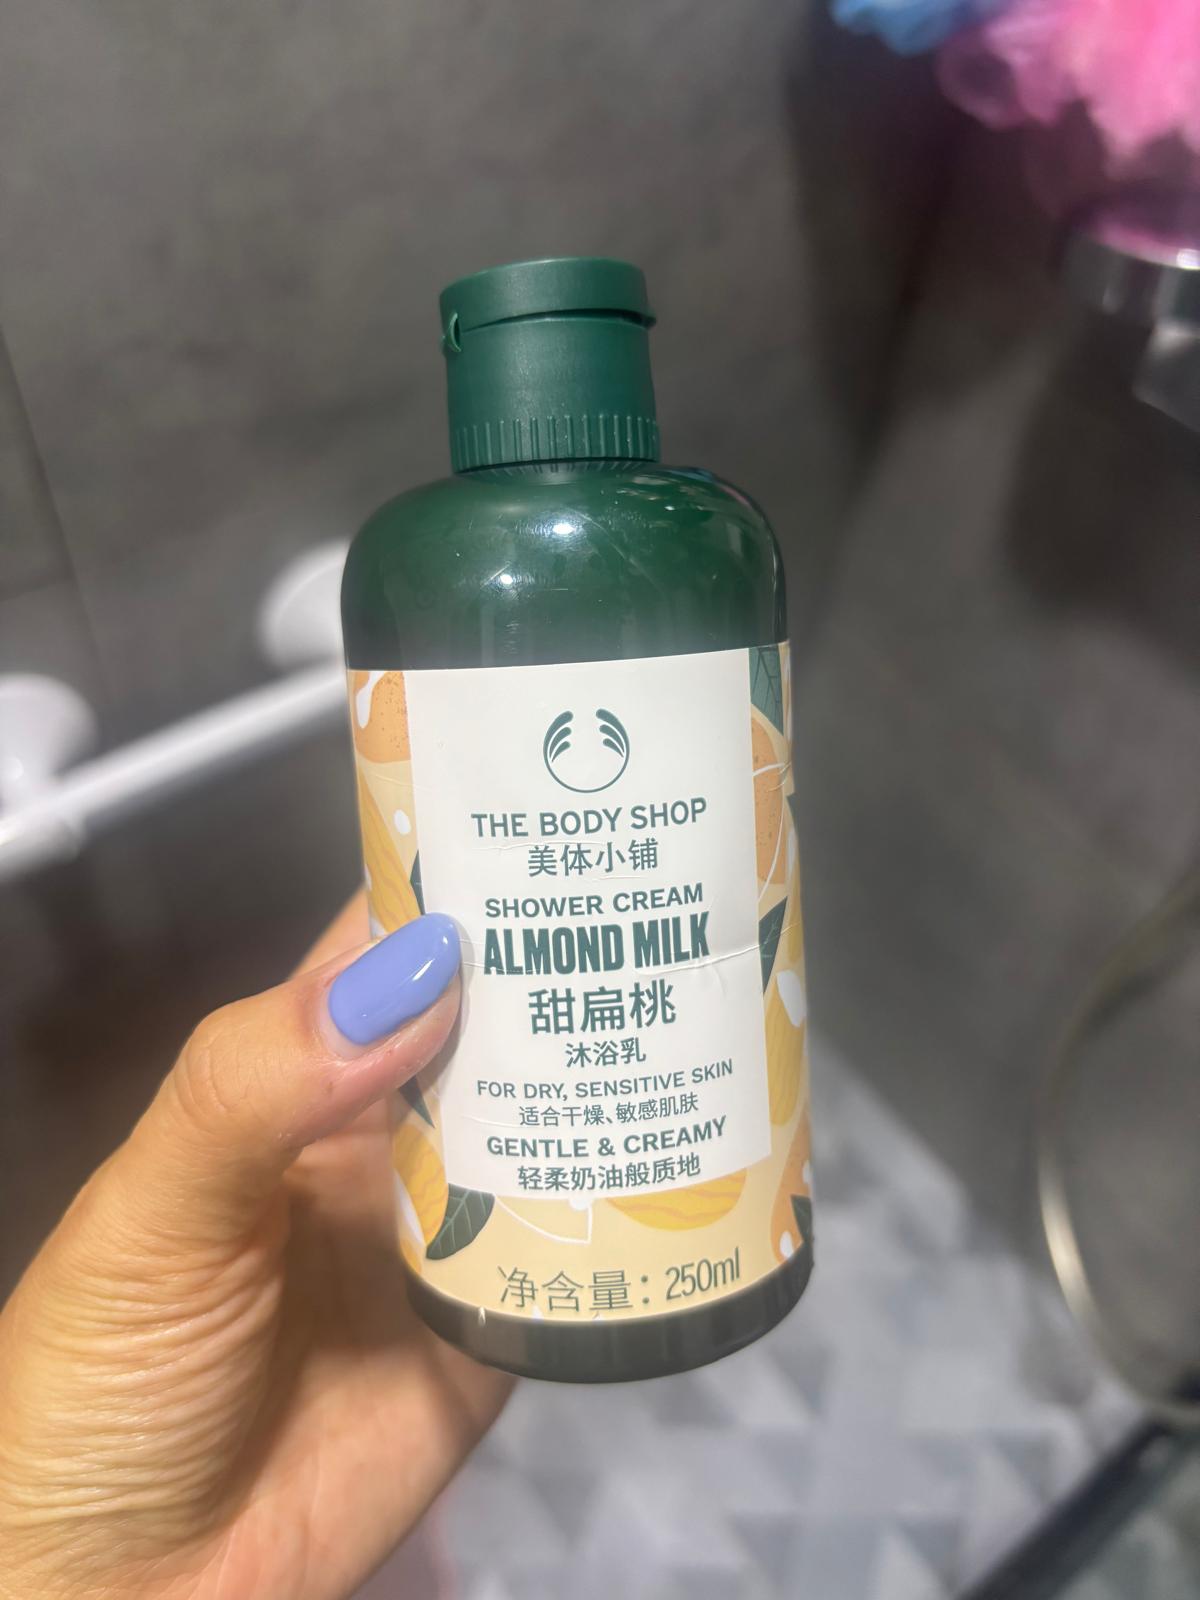 THE BODY SHOP
美体小铺
SHOWER CREAM
ALMOND MILK
甜扁桃
沐浴乳
FOR DRY, SENSITIVE SKIN
适合干燥、敏感肌肤
GENTLE & CREAMY
轻柔奶油般质地
净含量：250ml